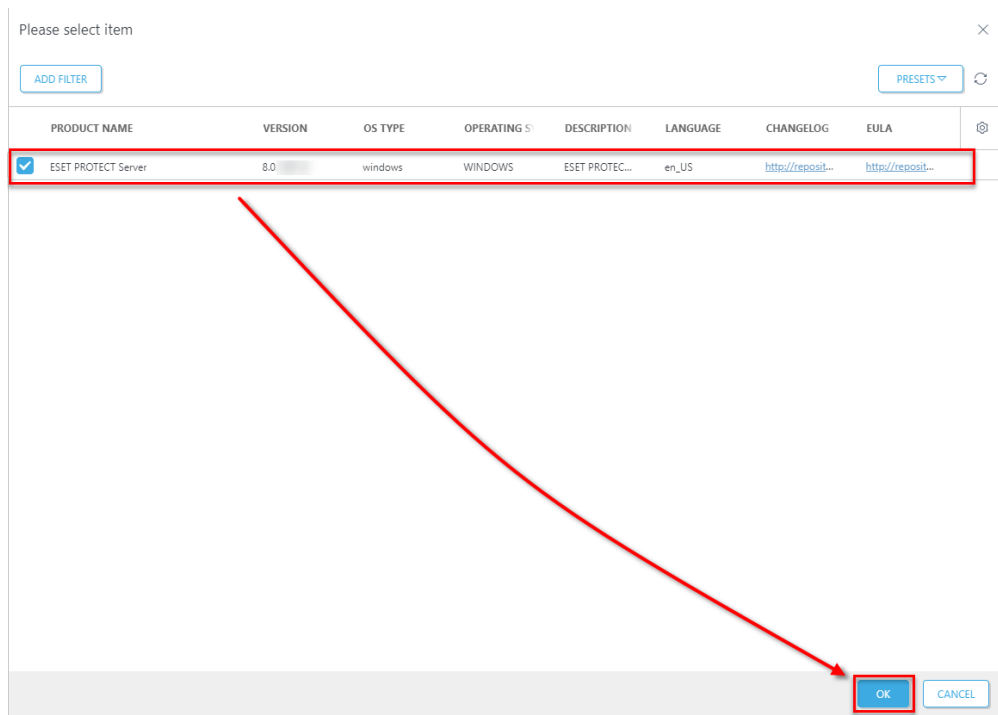 Please select item
ADD FILTER PRESETS
PRODUCT NAME VERSION OS TYPE OPERATING S DESCRIPTION LANGUAGE CHANGELOG EULA
ESET PROTECT Server 8.0 windows WINDOWS ESET PROTEC... en_US http://reposit... http://reposit...
OK CANCEL